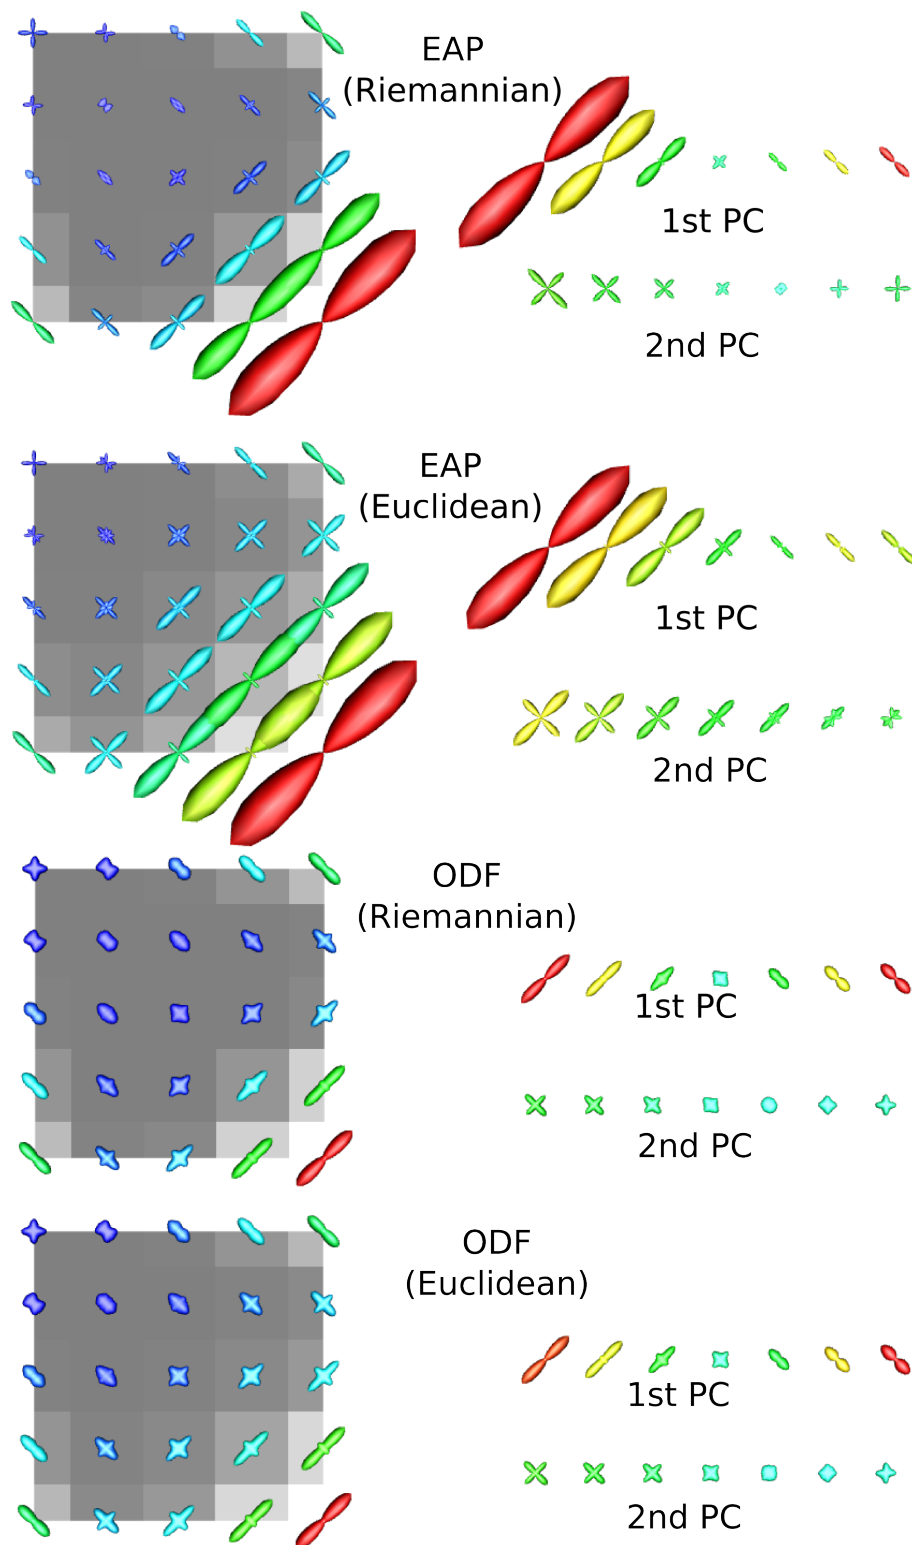 EAP
(Riemannian)
1st PC
2nd PC
EAP
(Euclidean)
1st PC
2nd PC
ODF
(Riemannian)
1st PC
2nd PC
ODF
(Euclidean)
1st PC
2nd PC